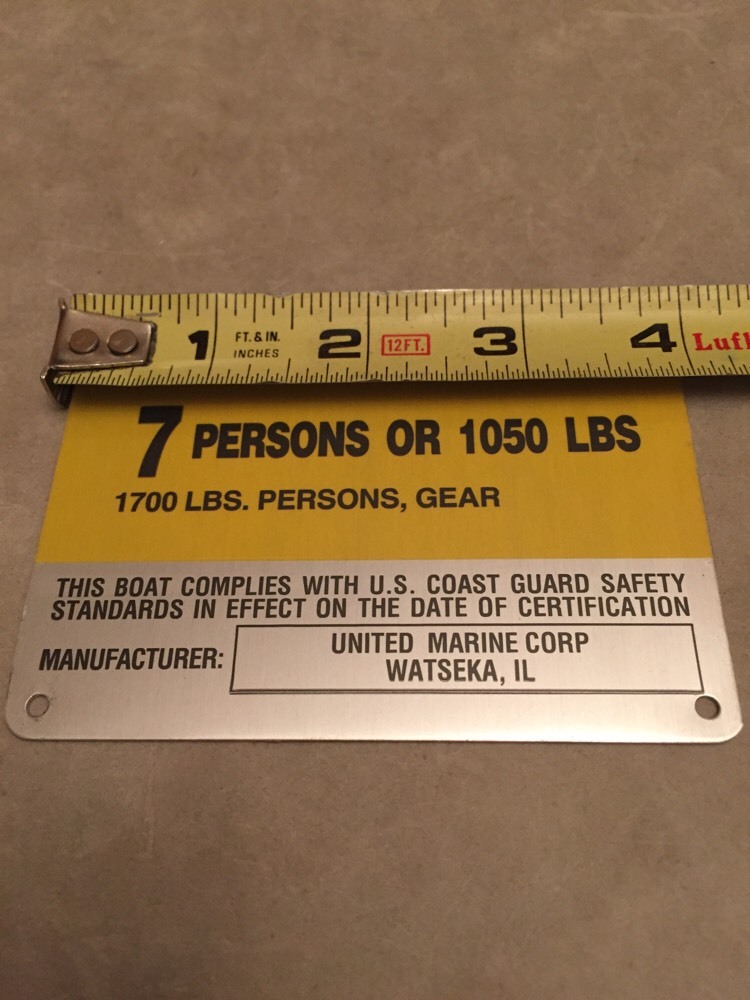 1 FT. & IN. INCHES 2 12FT. 3 4 Lufk
7 PERSONS OR 1050 LBS
1700 LBS. PERSONS, GEAR
THIS BOAT COMPLIES WITH U.S. COAST GUARD SAFETY
STANDARDS IN EFFECT ON THE DATE OF CERTIFICATION
MANUFACTURER: UNITED MARINE CORP
WATSEKA, IL